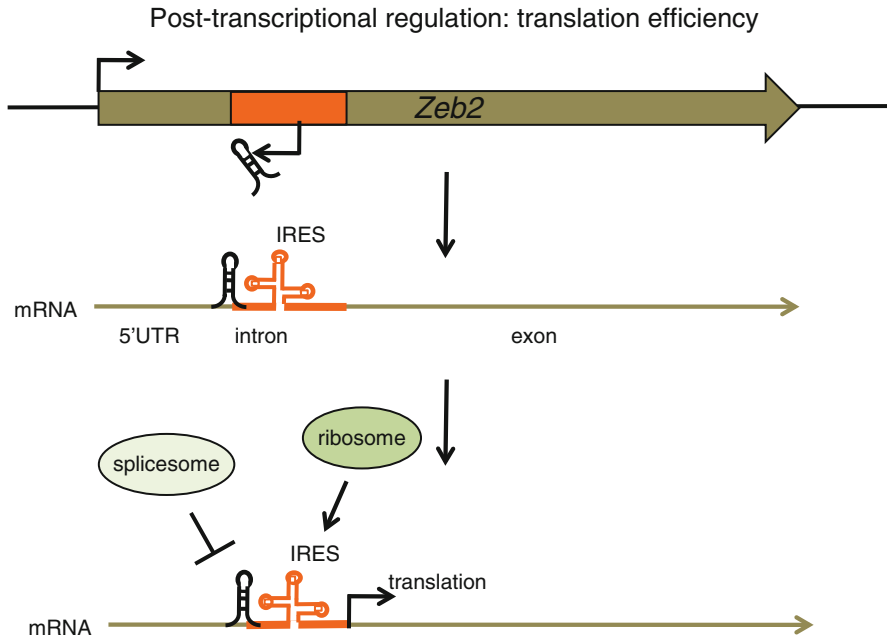 Post-transcriptional regulation: translation efficiency
Zeb2
IRES
mRNA
5'UTR intron exon
ribosome
splicesome
IRES
translation
mRNA